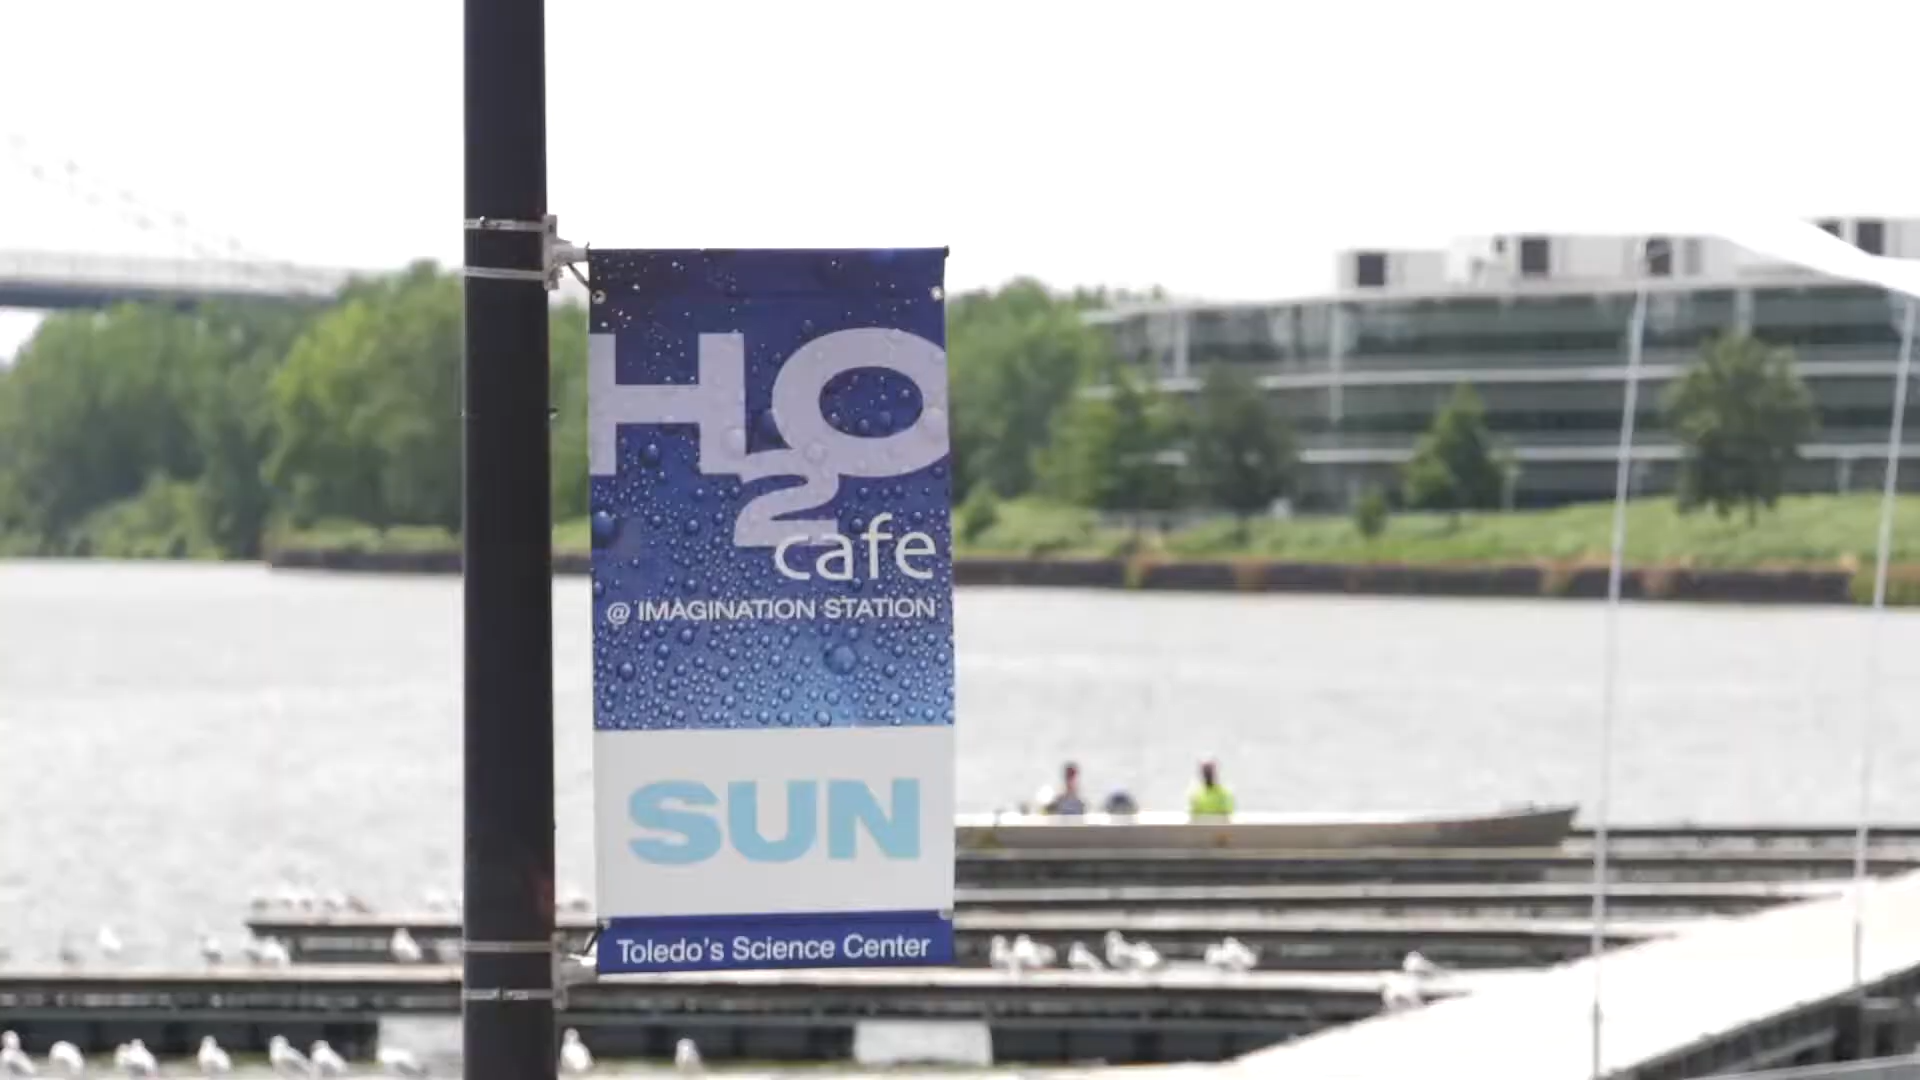 H2O
cafe
@ IMAGINATION STATION
SUN
Toledo's Science Center